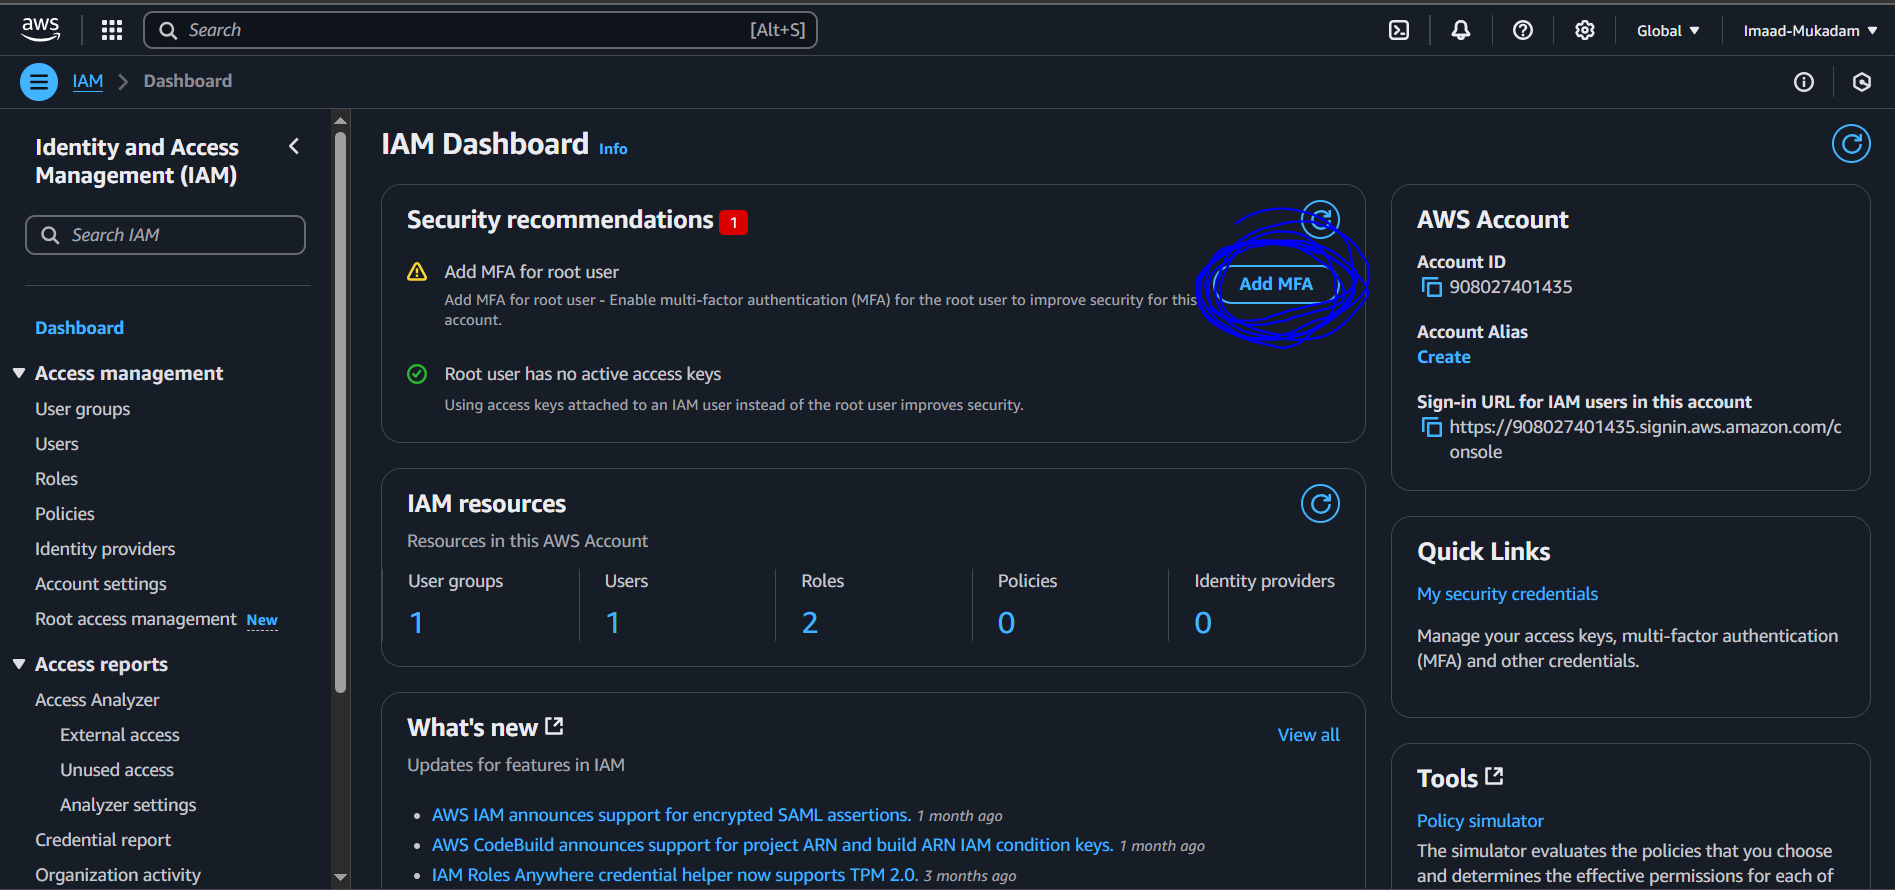 aws
Search [Alt+S]
Global
Imaad-Mukadam
IAM
Dashboard
Identity and Access
Management (IAM)
Search IAM
Dashboard
Access management
User groups
Users
Roles
Policies
Identity providers
Account settings
Root access management New
Access reports
Access Analyzer
External access
Unused access
Analyzer settings
Credential report
Organization activity
IAM Dashboard Info
Security recommendations 1
Add MFA for root user
Add MFA for root user - Enable multi-factor authentication (MFA) for the root user to improve security for this
account.
Add MFA
Root user has no active access keys
Using access keys attached to an IAM user instead of the root user improves security.
IAM resources
Resources in this AWS Account
User groups
1
Users
1
Roles
2
Policies
0
Identity providers
0
What's new
View all
Updates for features in IAM
AWS IAM announces support for encrypted SAML assertions. 1 month ago
AWS CodeBuild announces support for project ARN and build ARN IAM condition keys. 1 month ago
IAM Roles Anywhere credential helper now supports TPM 2.0. 3 months ago
AWS Account
Account ID
908027401435
Account Alias
Create
Sign-in URL for IAM users in this account
https://908027401435.signin.aws.amazon.com/c
onsole
Quick Links
My security credentials
Manage your access keys, multi-factor authentication
(MFA) and other credentials.
Tools
Policy simulator
The simulator evaluates the policies that you choose
and determines the effective permissions for each of